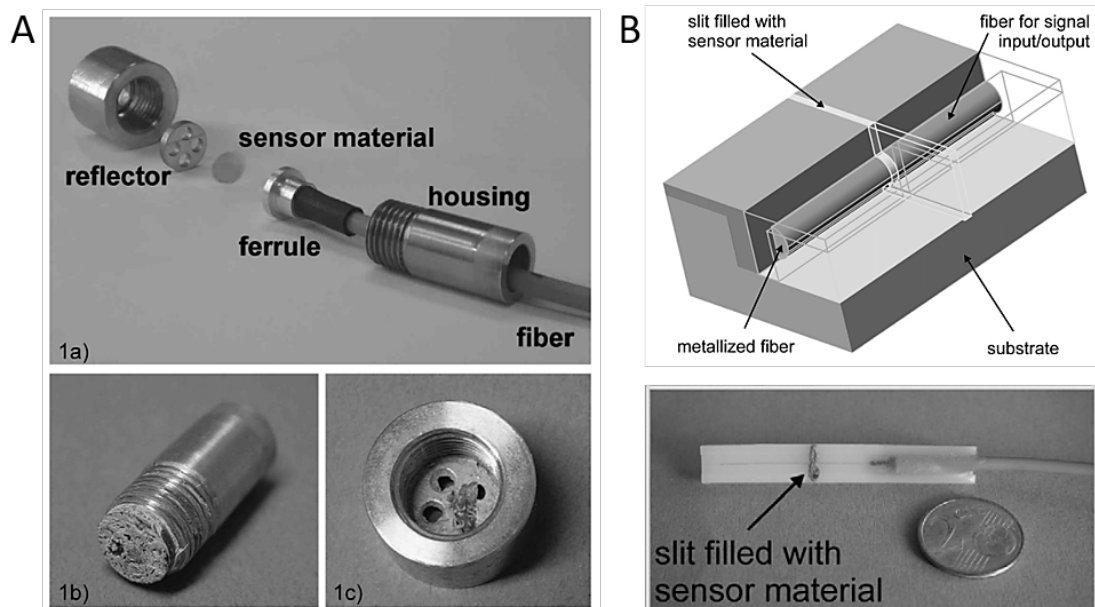 A
sensor material
reflector
housing
ferrule
fiber
1a)
1b)
1c)
B
slit filled with
sensor material
fiber for signal
input/output
metallized fiber
substrate
slit filled with
sensor material
2